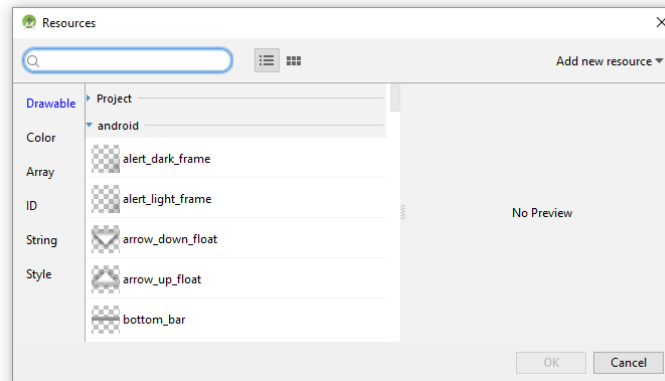 Resources
Add new resource
Drawable
Color
Array
ID
String
Style
Project
android
alert_dark_frame
alert_light_frame
arrow_down_float
arrow_up_float
bottom_bar
No Preview
OK
Cancel